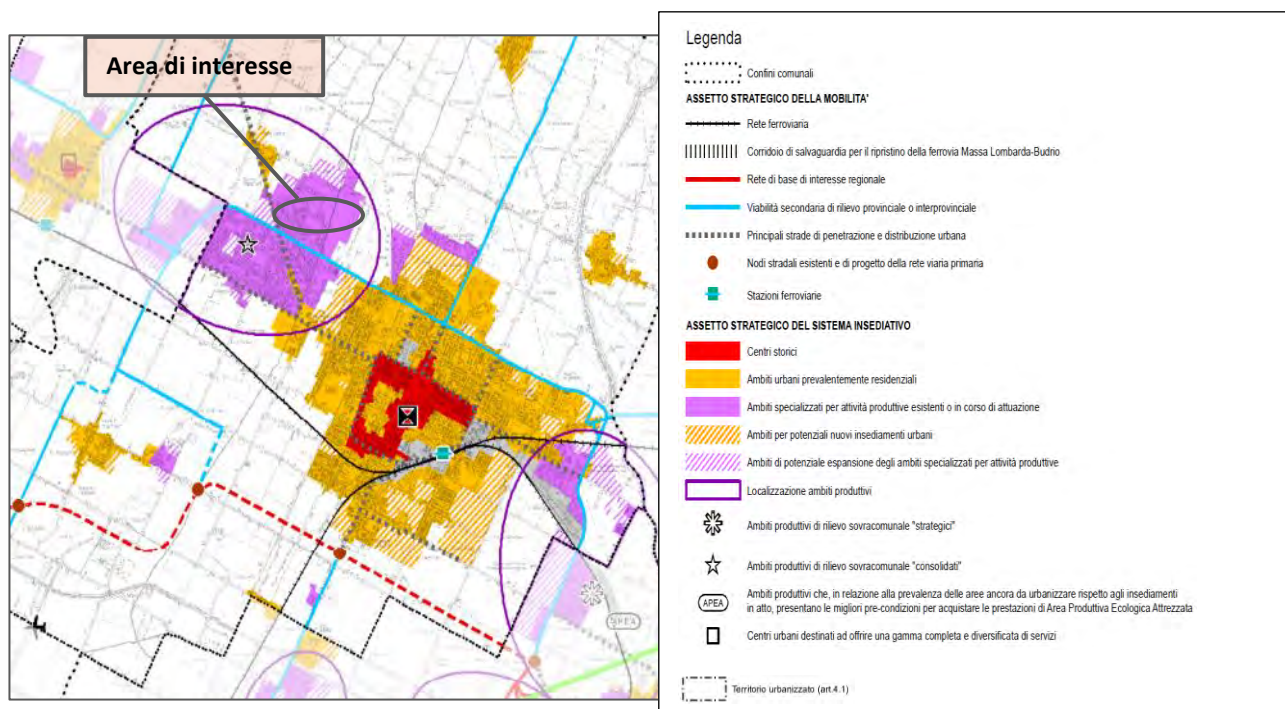 Area di interesse
APEA
Legenda
Confini comunali
ASSETTO STRATEGICO DELLA MOBILITA'
Rete ferroviaria
Corridoio di salvaguardia per il ripristino della ferrovia Massa Lombarda-Budrio
Rete di base di interesse regionale
Viabilità secondaria di rilievo provinciale o interprovinciale
Principali strade di penetrazione e distribuzione urbana
Nodi stradali esistenti e di progetto della rete viaria primaria
Stazioni ferroviarie
ASSETTO STRATEGICO DEL SISTEMA INSEDIATIVO
Centri storici
Ambiti urbani prevalentemente residenziali
Ambiti specializzati per attività produttive esistenti o in corso di attuazione
Ambiti per potenziali nuovi insediamenti urbani
Ambiti di potenziale espansione degli ambiti specializzati per attività produttive
Localizzazione ambiti produttivi
Ambiti produttivi di rilievo sovracomunale "strategici"
Ambiti produttivi di rilievo sovracomunale "consolidati"
APEA
Ambiti produttivi che, in relazione alla prevalenza delle aree ancora da urbanizzare rispetto agli insediamenti
in atto, presentano le migliori pre-condizioni per acquistare le prestazioni di Area Produttiva Ecologica Attrezzata
Centri urbani destinati ad offrire una gamma completa e diversificata di servizi
Territorio urbanizzato (art.4.1)